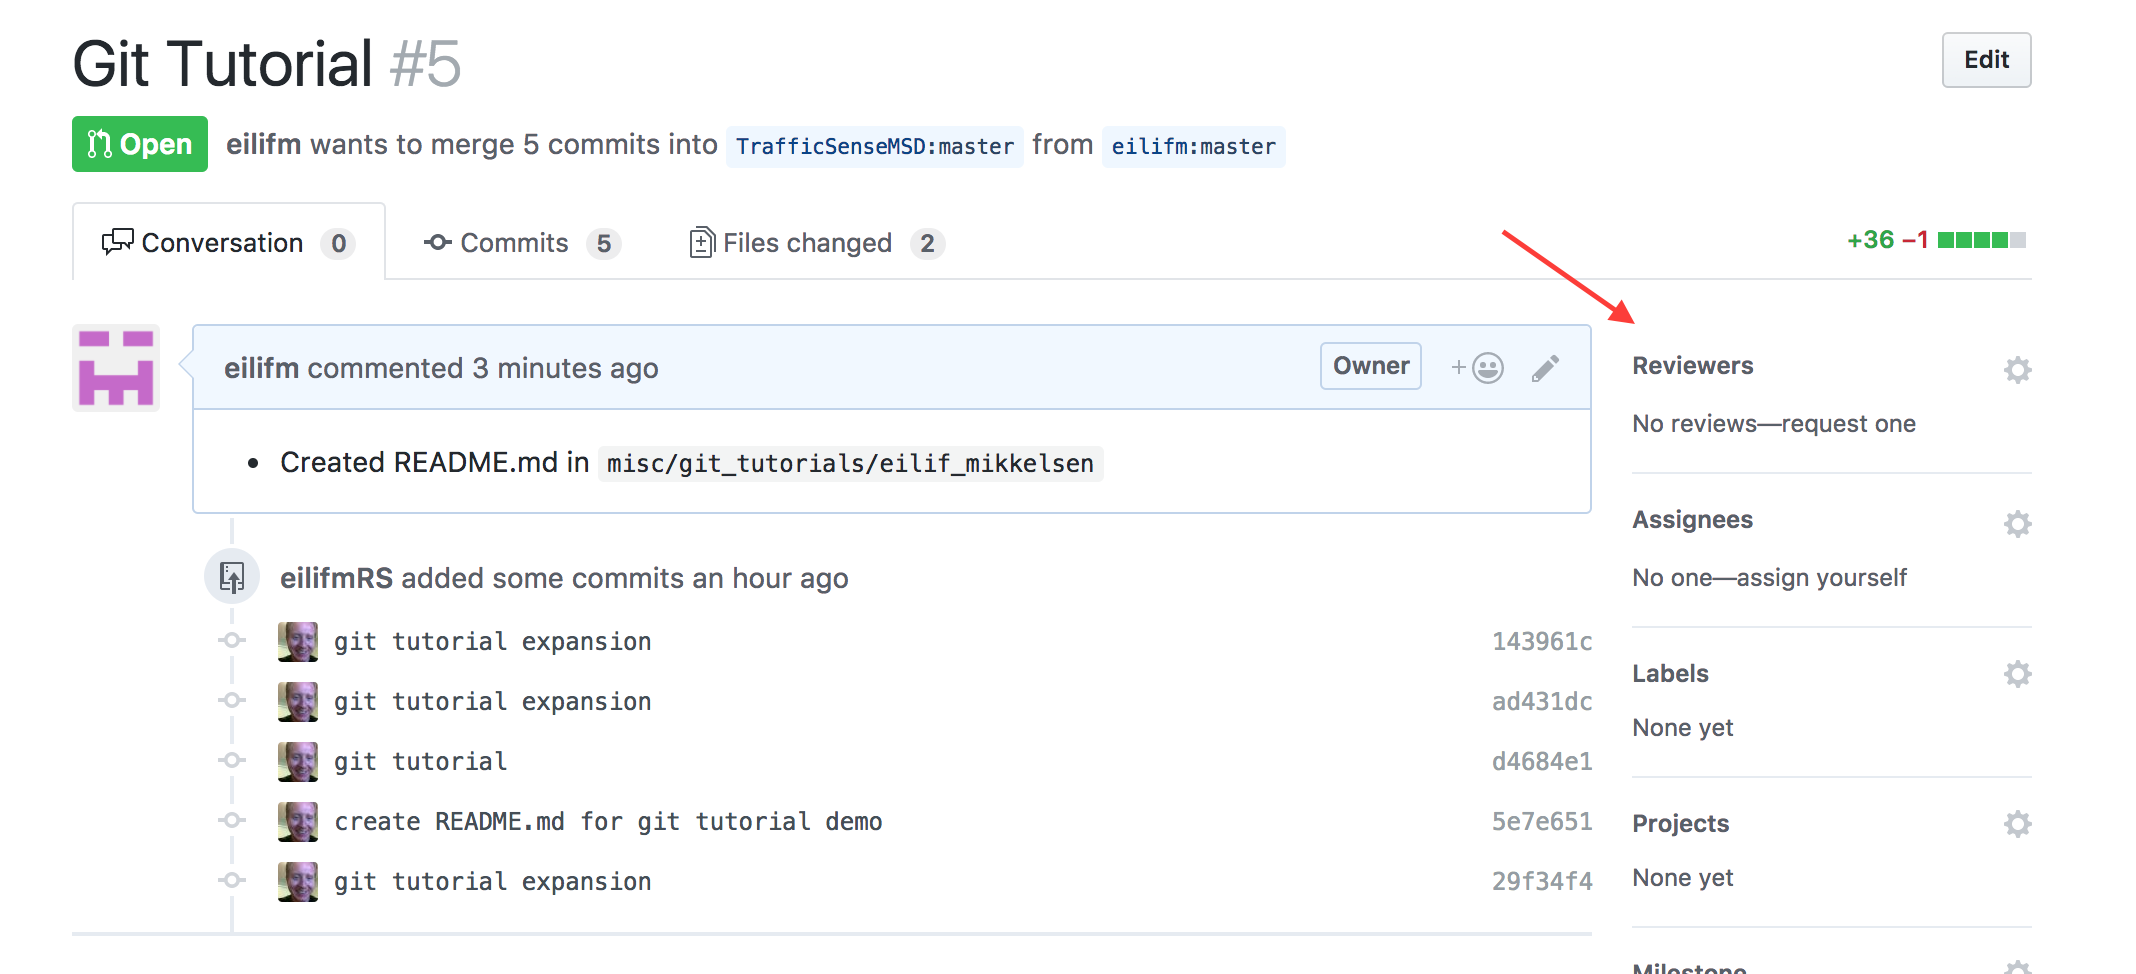 Git Tutorial #5
Edit
Open eilifm wants to merge 5 commits into TrafficSenseMSD:master from eilifm:master
Conversation 0 Commits 5 Files changed 2 +36 −1
eilifm commented 3 minutes ago Owner +
Created README.md in misc/git_tutorials/eilif_mikkelsen
eilifmRS added some commits an hour ago
git tutorial expansion 143961c
git tutorial expansion ad431dc
git tutorial d4684e1
create README.md for git tutorial demo 5e7e651
git tutorial expansion 29f34f4
Reviewers
No reviews—request one
Assignees
No one—assign yourself
Labels
None yet
Projects
None yet
Milestone